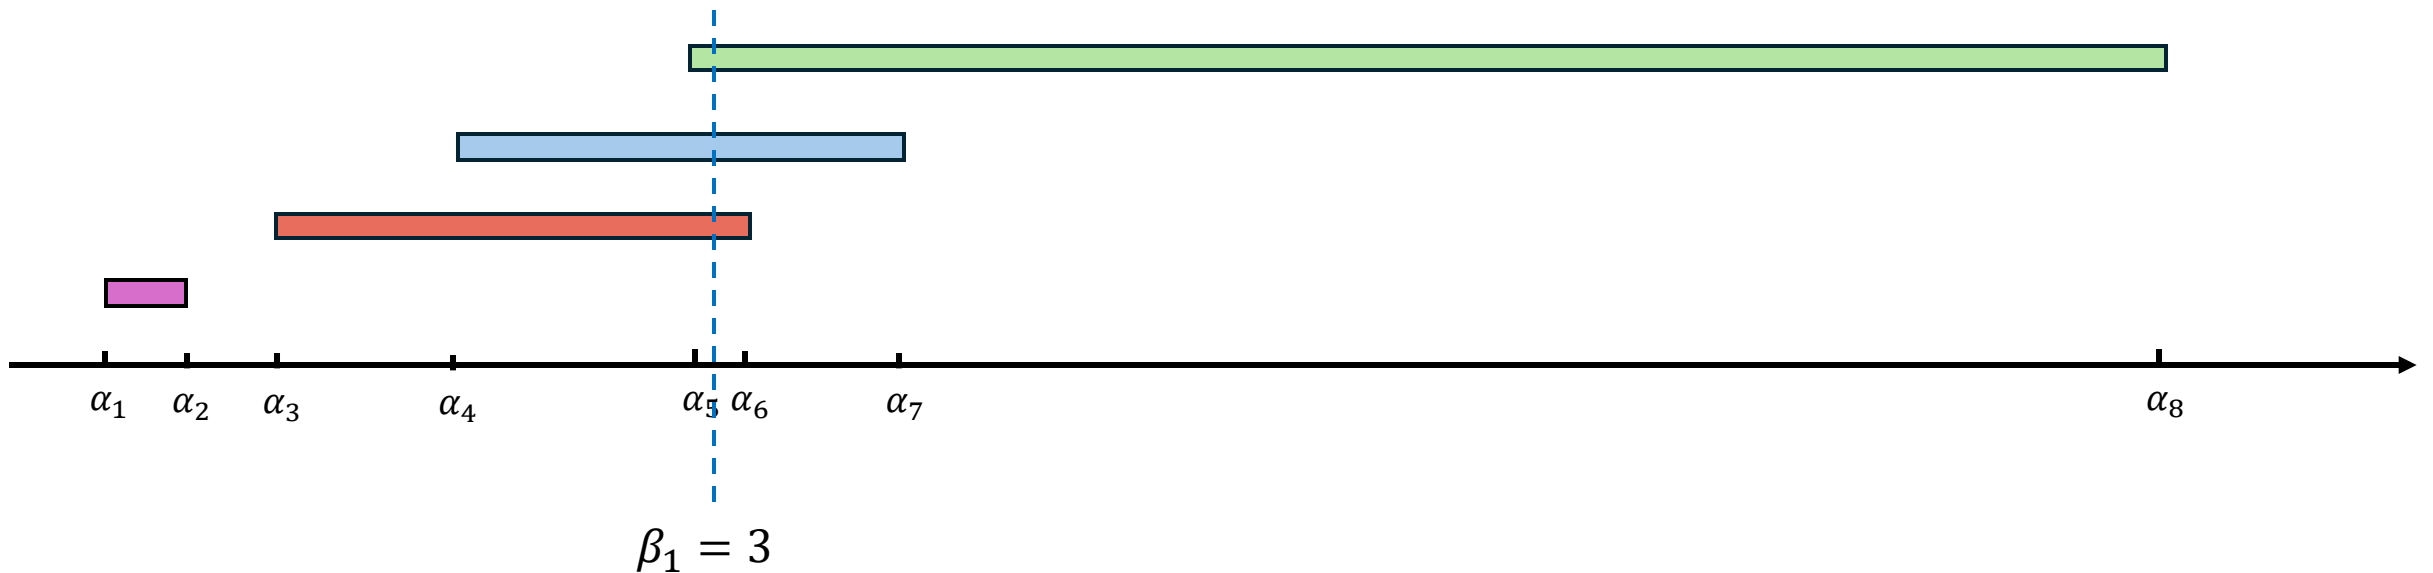 α₁ α₂ α₃ α₄ α₅ α₆ α₇ α₈
β₁ = 3